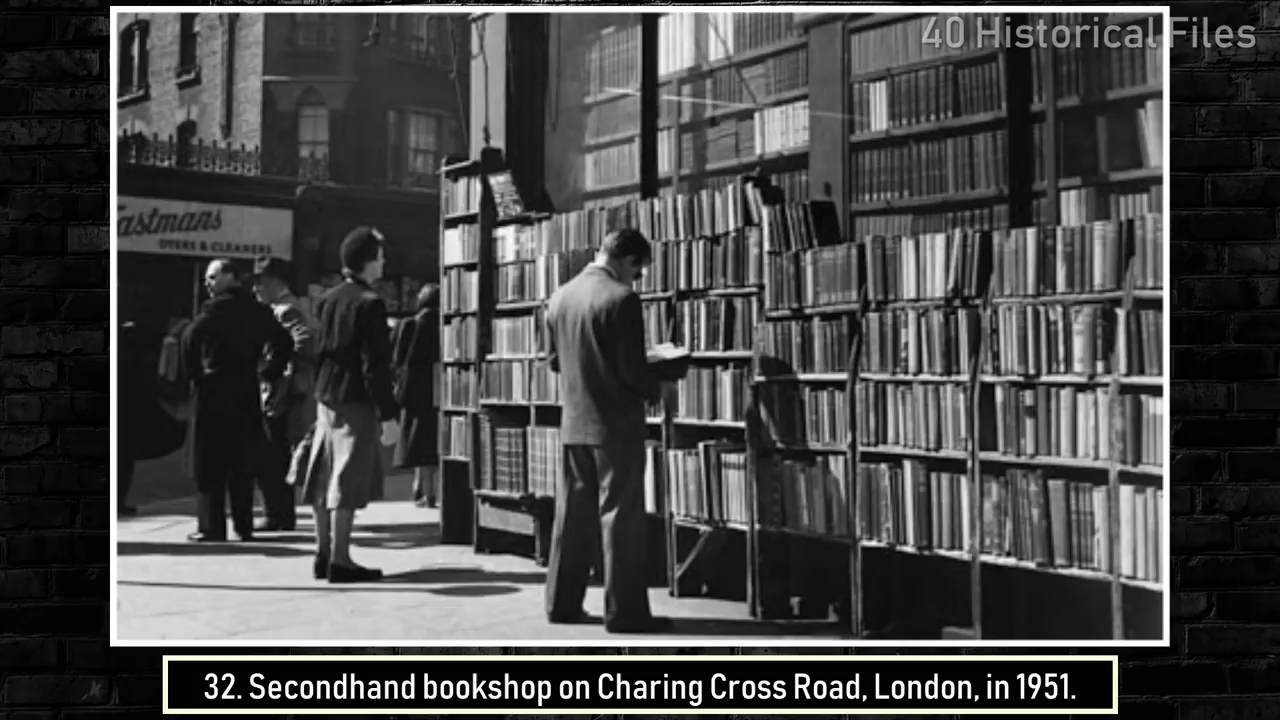 40 Historical Files
Eastmans
DYERS & CLEANERS
32. Secondhand bookshop on Charing Cross Road, London, in 1951.